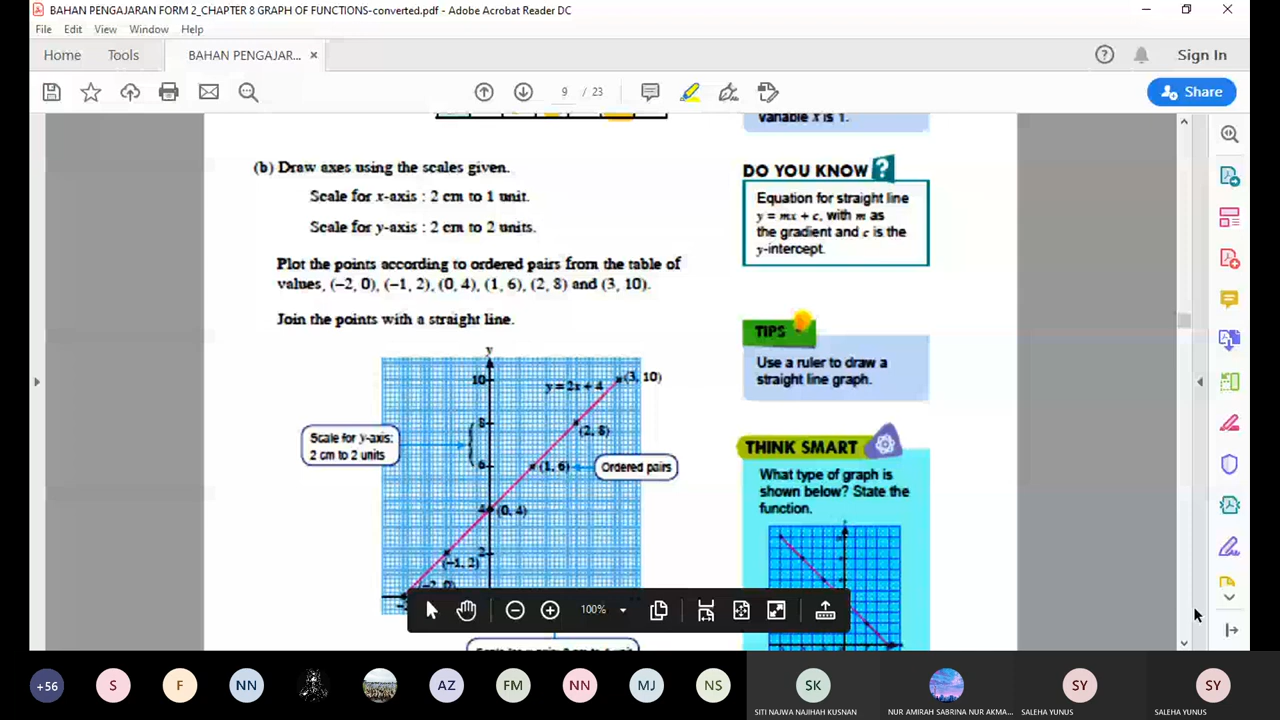 BAHAN PENGAJARAN FORM 2_CHAPTER 8 GRAPH OF FUNCTIONS-converted.pdf - Adobe Acrobat Reader DC
File Edit View Window Help
Home Tools BAHAN PENGAJAR... ×
? Sign In
9 / 23
Share
variable x is 1.
(b) Draw axes using the scales given.
Scale for x-axis : 2 cm to 1 unit.
Scale for y-axis : 2 cm to 2 units.
Plot the points according to ordered pairs from the table of
values, (−2, 0), (−1, 2), (0, 4), (1, 6), (2, 8) and (3, 10).
Join the points with a straight line.
DO YOU KNOW ?
Equation for straight line
y = mx + c, with m as
the gradient and c is the
y-intercept.
TIPS
Use a ruler to draw a
straight line graph.
THINK SMART
What type of graph is
shown below? State the
function.
y
10
y = 2x + 4
(3, 10)
8
(2, 8)
Scale for y-axis:
2 cm to 2 units
6
(1, 6)
Ordered pairs
4
(0, 4)
2
(−1, 2)
(−2, 0)
100%
+56 S F NN AZ FM NN MJ NS SK SY SY
SITI NAJWA NAJIHAH KUSNAN
NUR AMIRAH SABRINA NUR AKMA...
SALEHA YUNUS
SALEHA YUNUS